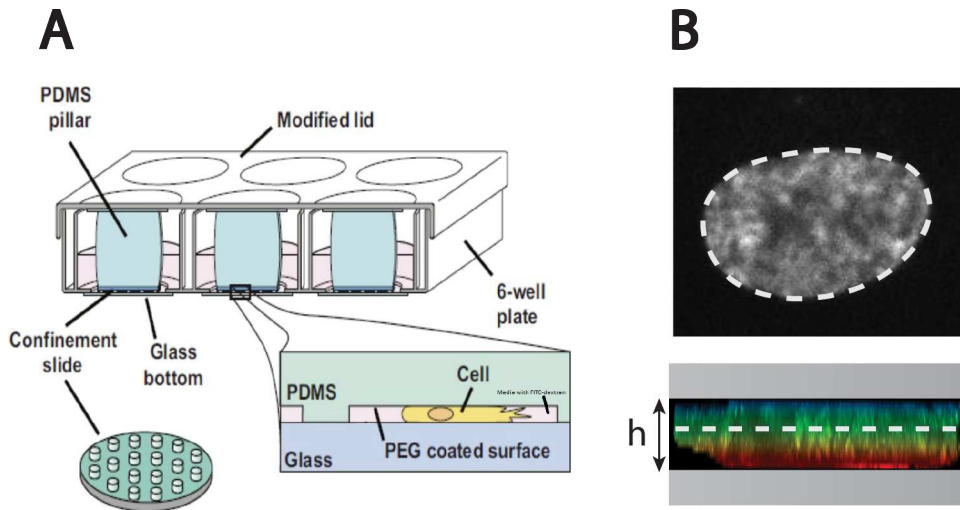 A
B
PDMS
pillar
Modified lid
6-well
plate
Confinement
slide
Glass
bottom
PDMS
Cell
Media with FITC-dextran
PEG coated surface
Glass
h